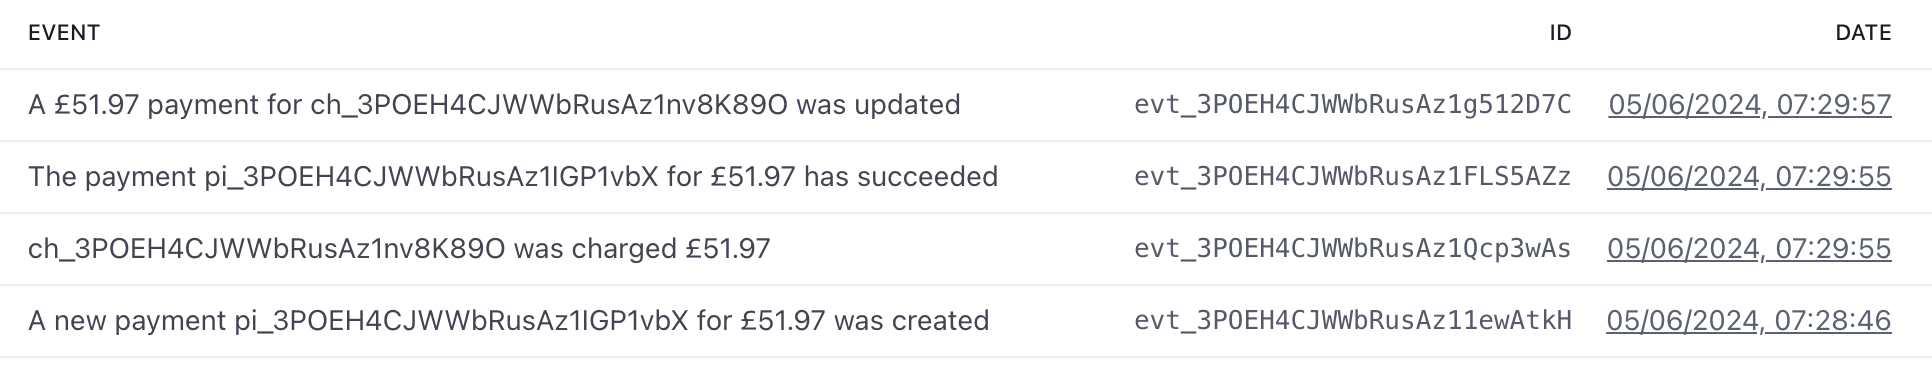 EVENT ID DATE
A £51.97 payment for ch_3POEH4CJWWbRusAz1nv8K89O was updated evt_3POEH4CJWWbRusAz1g512D7C 05/06/2024, 07:29:57
The payment pi_3POEH4CJWWbRusAz1IGP1vbX for £51.97 has succeeded evt_3POEH4CJWWbRusAz1FLS5AZz 05/06/2024, 07:29:55
ch_3POEH4CJWWbRusAz1nv8K89O was charged £51.97 evt_3POEH4CJWWbRusAz1Qcp3wAs 05/06/2024, 07:29:55
A new payment pi_3POEH4CJWWbRusAz1IGP1vbX for £51.97 was created evt_3POEH4CJWWbRusAz11ewAtkH 05/06/2024, 07:28:46